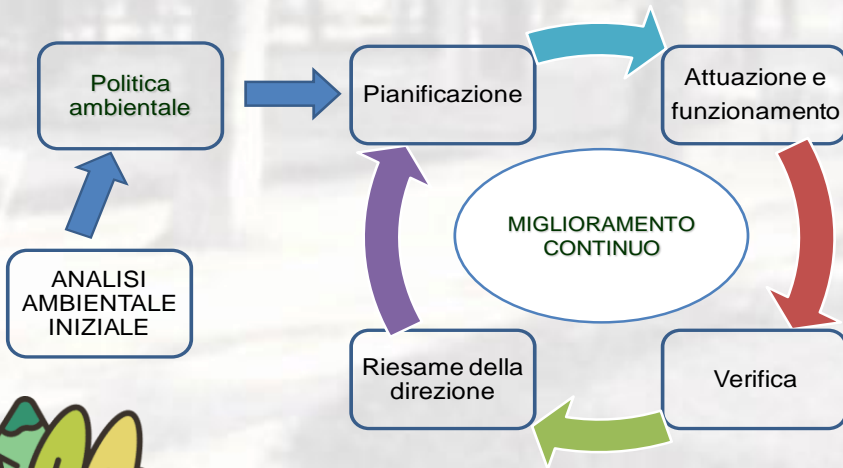 Politica
ambientale
Pianificazione
Attuazione e
funzionamento
MIGLIORAMENTO
CONTINUO
ANALISI
AMBIENTALE
INIZIALE
Riesame della
direzione
Verifica